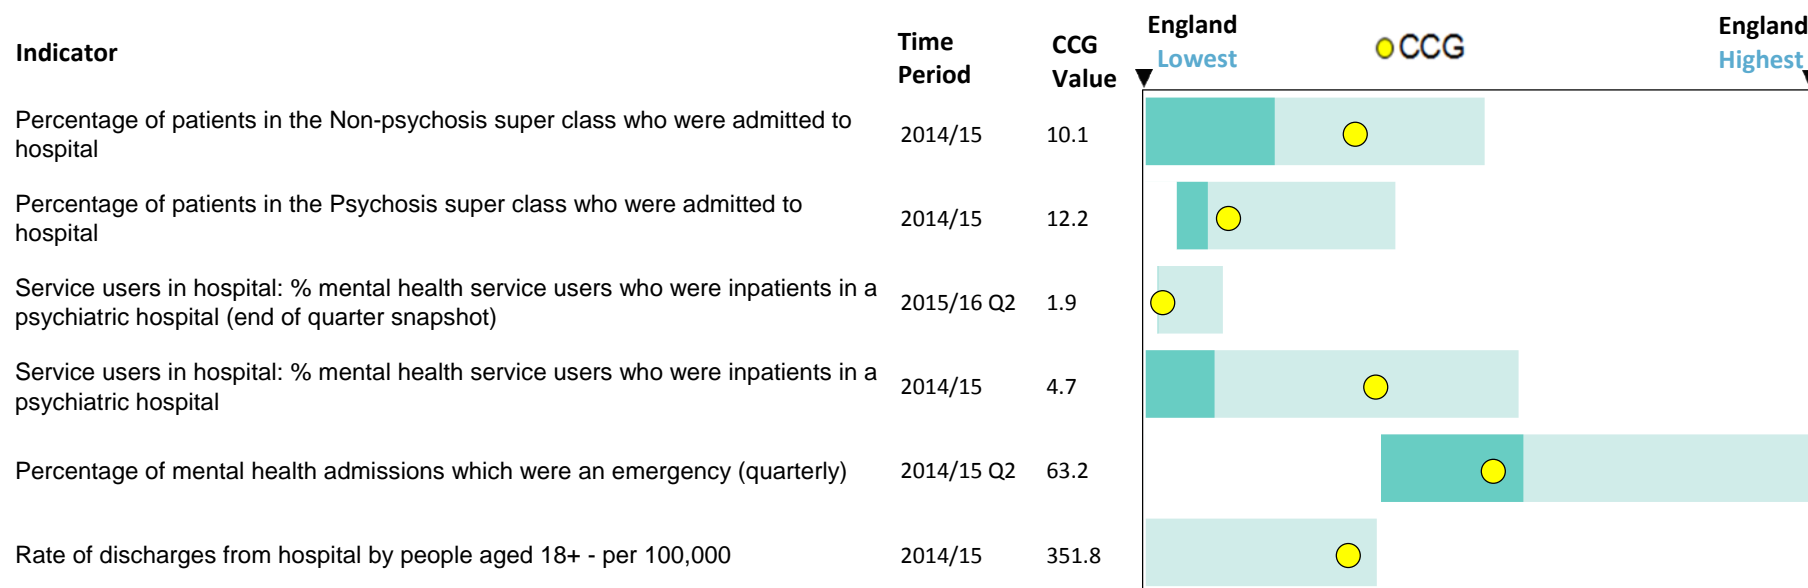 Indicator
Time
Period
CCG
Value
England
Lowest
CCG
England
Highest
Percentage of patients in the Non-psychosis super class who were admitted to
hospital
2014/15
10.1
Percentage of patients in the Psychosis super class who were admitted to
hospital
2014/15
12.2
Service users in hospital: % mental health service users who were inpatients in a
psychiatric hospital (end of quarter snapshot)
2015/16 Q2
1.9
Service users in hospital: % mental health service users who were inpatients in a
psychiatric hospital
2014/15
4.7
Percentage of mental health admissions which were an emergency (quarterly)
2014/15 Q2
63.2
Rate of discharges from hospital by people aged 18+ - per 100,000
2014/15
351.8